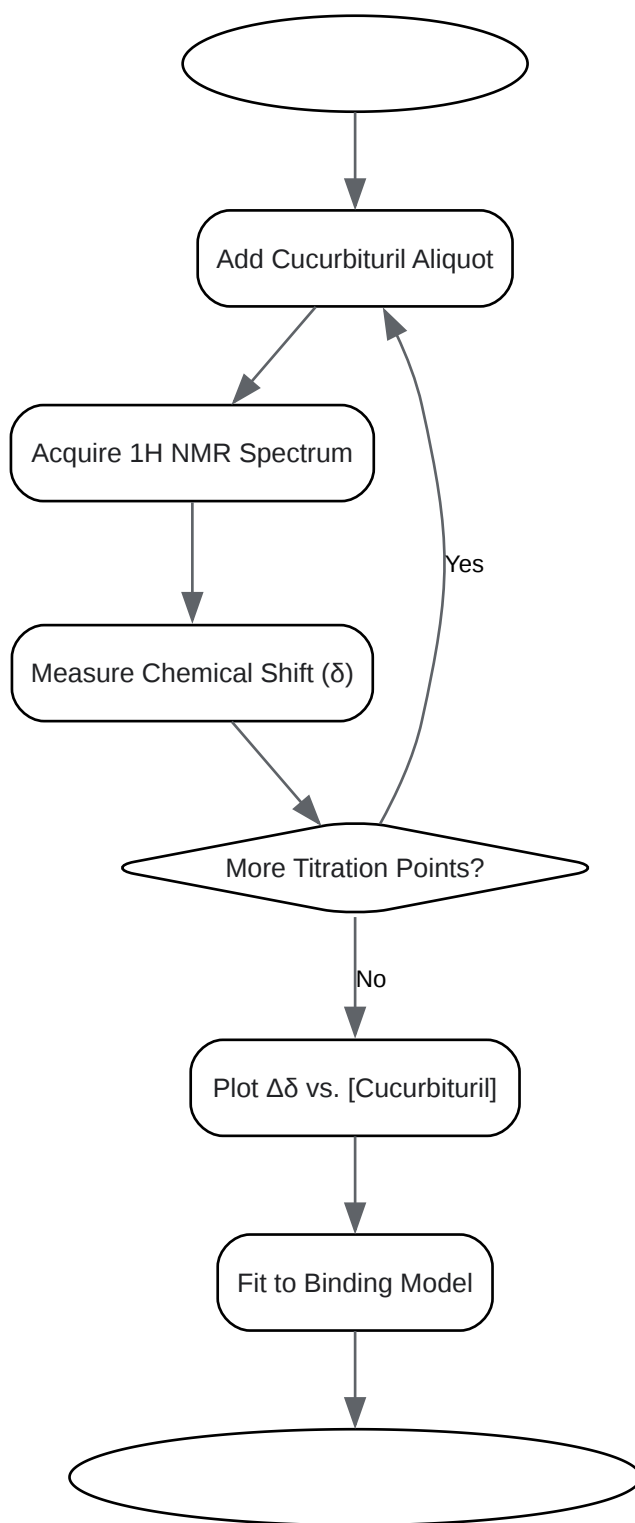 Add Cucurbituril Aliquot
Acquire 1H NMR Spectrum
Yes
Measure Chemical Shift (δ)
More Titration Points?
No
Plot Δδ vs. [Cucurbituril]
Fit to Binding Model